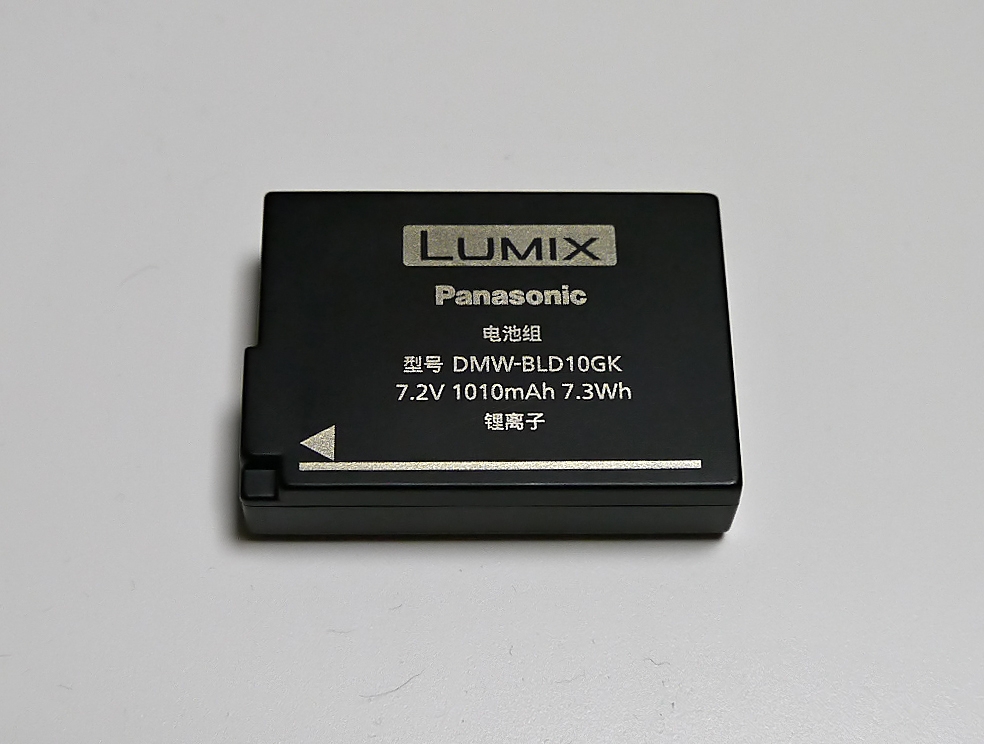 LUMIX
Panasonic
电池组
型号 DMW-BLD10GK
7.2V 1010mAh 7.3Wh
锂离子